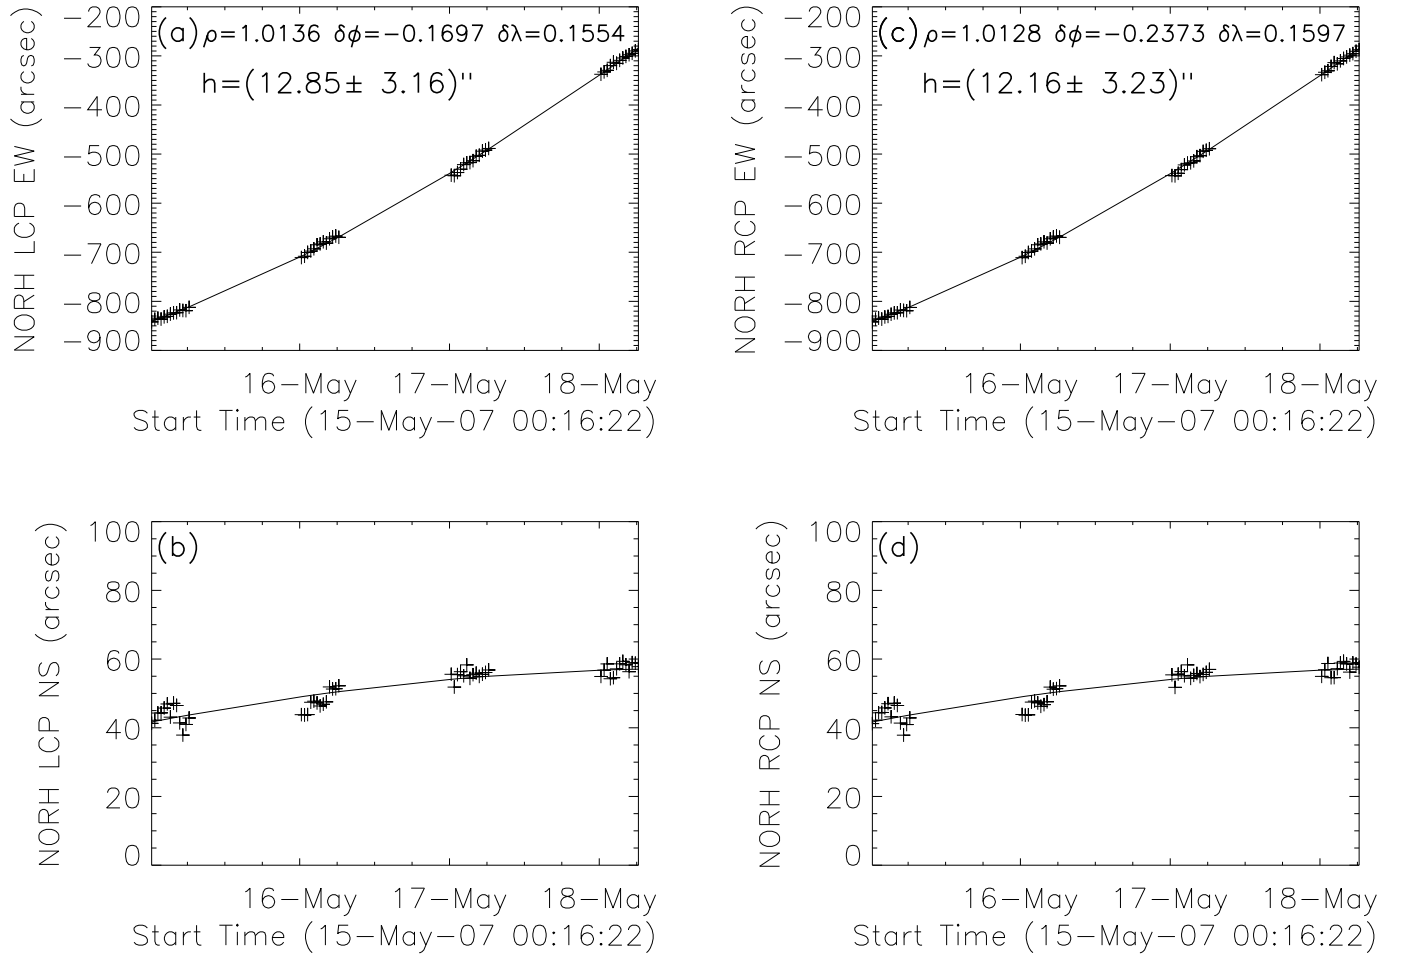 NORH LCP EW (arcsec)
−200
−300
−400
−500
−600
−700
−800
−900
(a) ρ=1.0136 δφ=−0.1697 δλ=0.1554
h=(12.85± 3.16)"
16−May 17−May 18−May
Start Time (15−May−07 00:16:22)
NORH RCP EW (arcsec)
−200
−300
−400
−500
−600
−700
−800
−900
(c) ρ=1.0128 δφ=−0.2373 δλ=0.1597
h=(12.16± 3.23)"
16−May 17−May 18−May
Start Time (15−May−07 00:16:22)
NORH LCP NS (arcsec)
100
80
60
40
20
0
(b)
16−May 17−May 18−May
Start Time (15−May−07 00:16:22)
NORH RCP NS (arcsec)
100
80
60
40
20
0
(d)
16−May 17−May 18−May
Start Time (15−May−07 00:16:22)